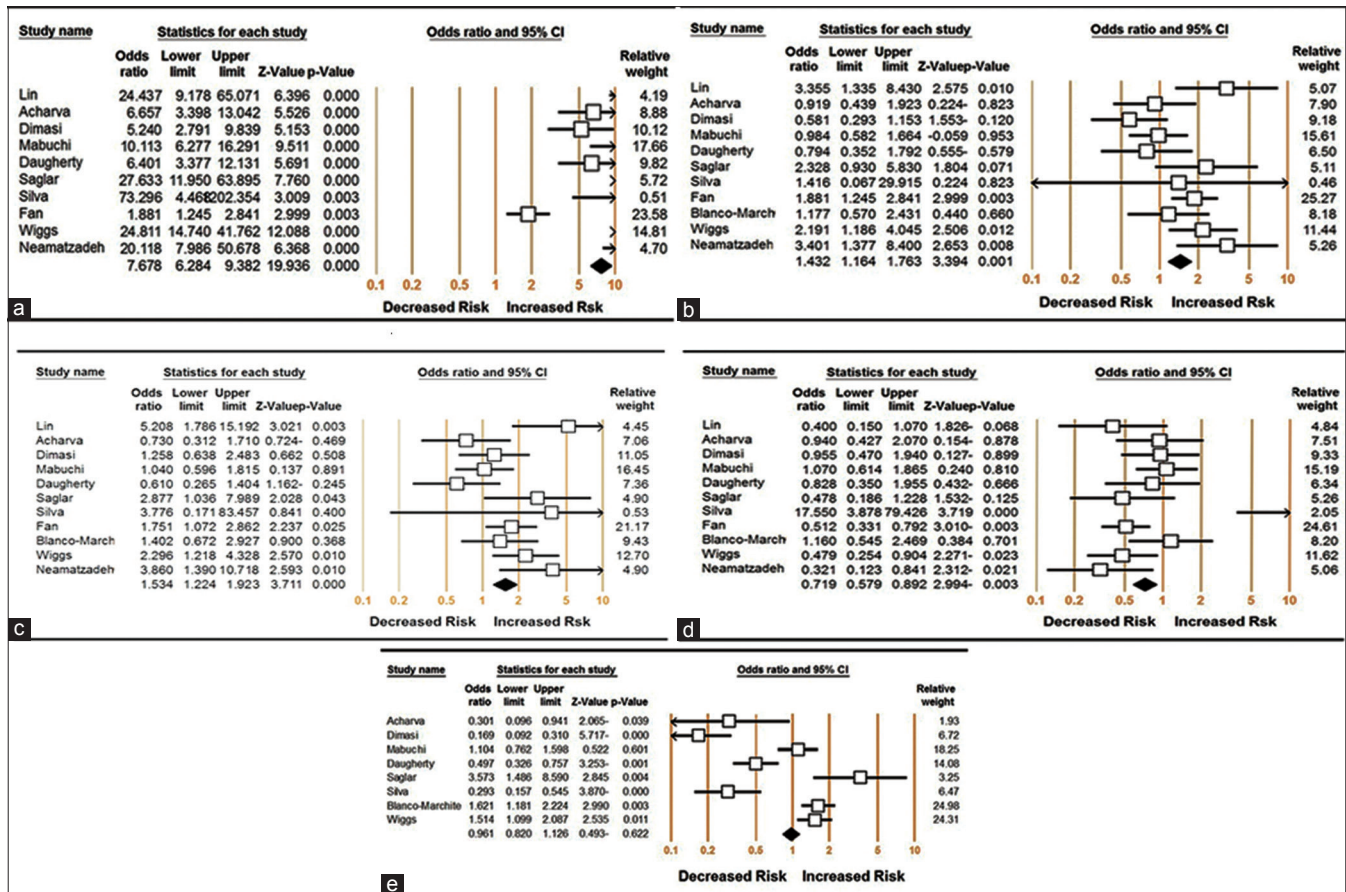 Study name Statistics for each study Odds ratio and 95% CI
Odds Lower Upper Relative
ratio limit limit Z-Value p-Value weight
Lin 24.437 9.178 65.071 6.396 0.000 4.19
Acharva 6.657 3.398 13.042 5.526 0.000 8.88
Dimasi 5.240 2.791 9.839 5.153 0.000 10.12
Mabuchi 10.113 6.277 16.291 9.511 0.000 17.66
Daugherty 6.401 3.377 12.131 5.691 0.000 9.82
Saglar 27.633 11.950 63.895 7.760 0.000 5.72
Silva 73.296 4.468 1202.354 3.009 0.003 0.51
Fan 1.881 1.245 2.841 2.999 0.003 23.58
Wiggs 24.811 14.740 41.762 12.088 0.000 14.81
Neamatzadeh 20.118 7.986 50.678 6.368 0.000 4.70
7.678 6.284 9.382 19.936 0.000
0.1 0.2 0.5 1 2 5 10
Decreased Risk Increased Rsk
a
Study name Statistics for each study Odds ratio and 95% CI
Odds Lower Upper Relative
ratio limit limit Z-Valuep-Value weight
Lin 3.355 1.335 8.430 2.575 0.010 5.07
Acharva 0.919 0.439 1.923 0.224- 0.823 7.90
Dimasi 0.581 0.293 1.153 1.553- 0.120 9.18
Mabuchi 0.984 0.582 1.664 -0.059 0.953 15.61
Daugherty 0.794 0.352 1.792 0.555- 0.579 6.50
Saglar 2.328 0.930 5.830 1.804 0.071 5.11
Silva 1.416 0.067 29.915 0.224 0.823 0.46
Fan 1.881 1.245 2.841 2.999 0.003 25.27
Blanco-March 1.177 0.570 2.431 0.440 0.660 8.18
Wiggs 2.191 1.186 4.045 2.506 0.012 11.44
Neamatzadeh 3.401 1.377 8.400 2.653 0.008 5.26
1.432 1.164 1.763 3.394 0.001
0.1 0.2 0.5 1 2 5 10
Decreased Risk Increased Rsk
b
Study name Statistics for each study Odds ratio and 95% CI
Odds Lower Upper Relative
ratio limit limit Z-Valuep-Value weight
Lin 5.208 1.786 15.192 3.021 0.003 4.45
Acharva 0.730 0.312 1.710 0.724- 0.469 7.06
Dimasi 1.258 0.638 2.483 0.662 0.508 11.05
Mabuchi 1.040 0.596 1.815 0.137 0.891 16.45
Daugherty 0.610 0.265 1.404 1.162- 0.245 7.36
Saglar 2.877 1.036 7.989 2.028 0.043 4.90
Silva 3.776 0.171 83.457 0.841 0.400 0.53
Fan 1.751 1.072 2.862 2.237 0.025 21.17
Blanco-March 1.402 0.672 2.927 0.900 0.368 9.43
Wiggs 2.296 1.218 4.328 2.570 0.010 12.70
Neamatzadeh 3.860 1.390 10.718 2.593 0.010 4.90
1.534 1.224 1.923 3.711 0.000
0.1 0.2 0.5 1 2 5 10
Decreased Risk Increased Rsk
c
Study name Statistics for each study Odds ratio and 95% CI
Odds Lower Upper Relative
ratio limit limit Z-Valuep-Value weight
Lin 0.400 0.150 1.070 1.826- 0.068 4.84
Acharva 0.940 0.427 2.070 0.154- 0.878 7.51
Dimasi 0.955 0.470 1.940 0.127- 0.899 9.33
Mabuchi 1.070 0.614 1.865 0.240 0.810 15.19
Daugherty 0.828 0.350 1.955 0.432- 0.666 6.34
Saglar 0.478 0.186 1.228 1.532- 0.125 5.26
Silva 17.550 3.878 79.426 3.719 0.000 2.05
Fan 0.512 0.331 0.792 3.010- 0.003 24.61
Blanco-March 1.160 0.545 2.469 0.384 0.701 8.20
Wiggs 0.479 0.254 0.904 2.271- 0.023 11.62
Neamatzadeh 0.321 0.123 0.841 2.312- 0.021 5.06
0.719 0.579 0.892 2.994- 0.003
0.1 0.2 0.5 1 2 5 10
Decreased Risk Increased Rsk
d
Study name Statistics for each study Odds ratio and 95% CI
Odds Lower Upper Relative
ratio limit limit Z-Value p-Value weight
Acharva 0.301 0.096 0.941 2.065- 0.039 1.93
Dimasi 0.169 0.092 0.310 5.717- 0.000 6.72
Mabuchi 1.104 0.762 1.598 0.522 0.601 18.25
Daugherty 0.497 0.326 0.757 3.253- 0.001 14.08
Saglar 3.573 1.486 8.590 2.845 0.004 3.25
Silva 0.293 0.157 0.545 3.870- 0.000 6.47
Blanco-Marchite 1.621 1.181 2.224 2.990 0.003 24.98
Wiggs 1.514 1.099 2.087 2.535 0.011 24.31
0.961 0.820 1.126 0.493- 0.622
0.1 0.2 0.5 1 2 5 10
Decreased Risk Increased Risk
e